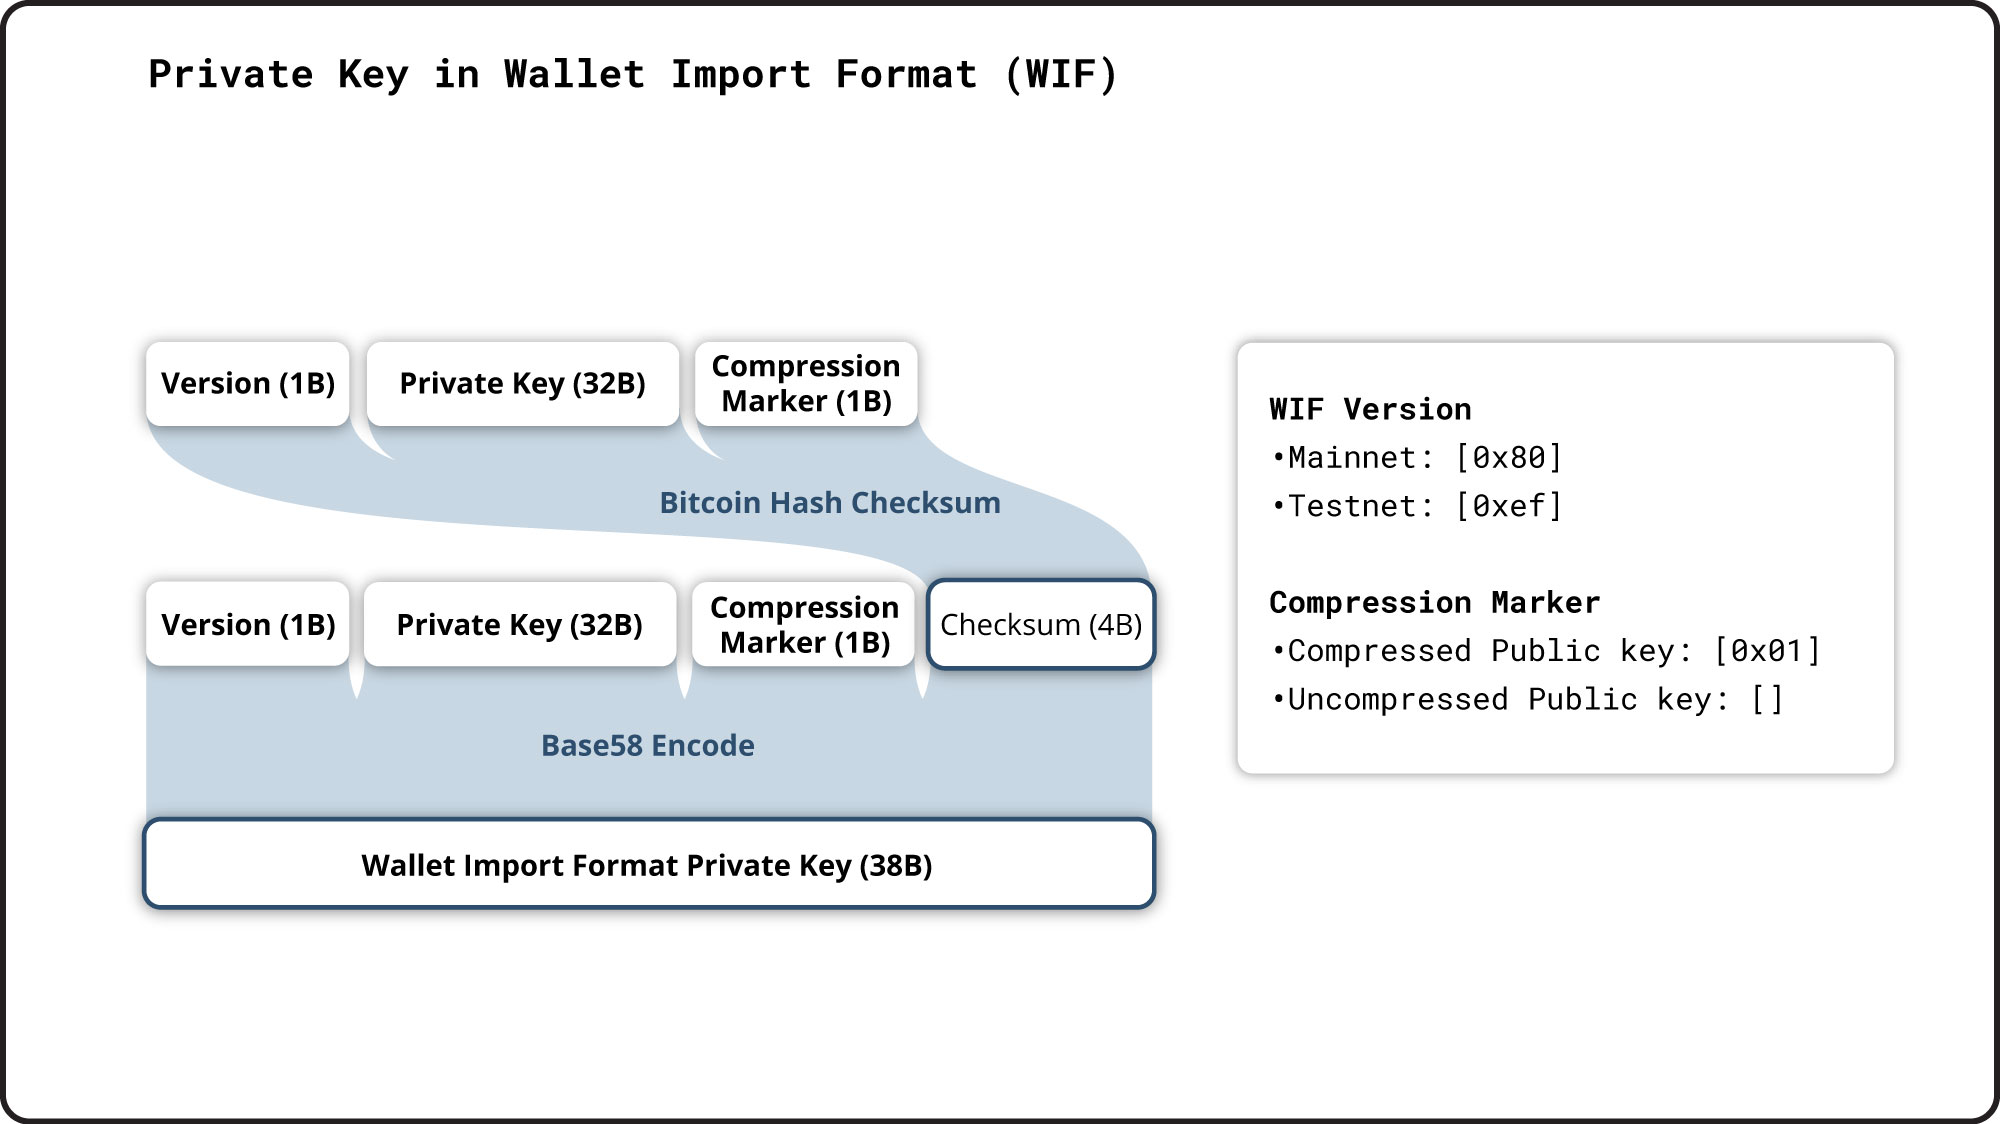 Private Key in Wallet Import Format (WIF)
Version (1B)
Private Key (32B)
Compression
Marker (1B)
Bitcoin Hash Checksum
Version (1B)
Private Key (32B)
Compression
Marker (1B)
Checksum (4B)
Base58 Encode
Wallet Import Format Private Key (38B)
WIF Version
•Mainnet: [0x80]
•Testnet: [0xef]
Compression Marker
•Compressed Public key: [0x01]
•Uncompressed Public key: []